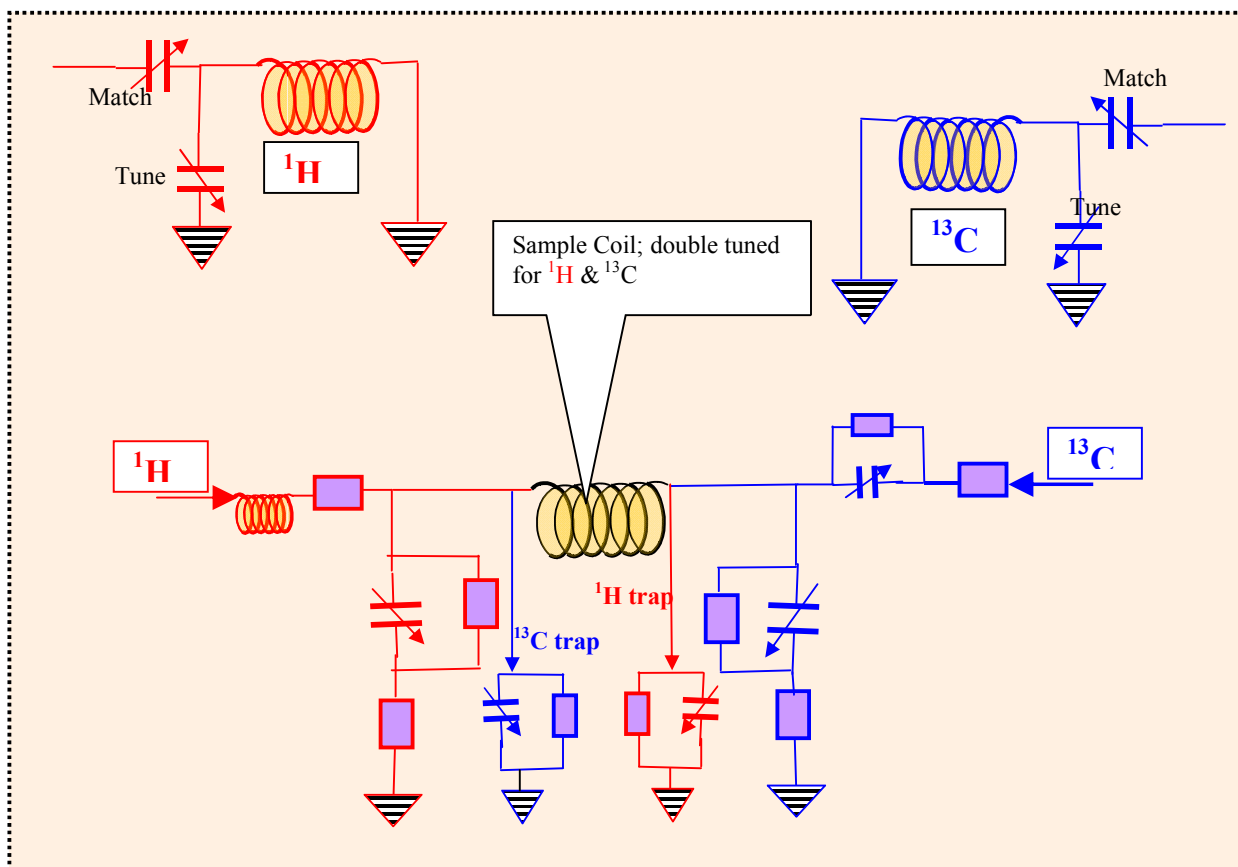 Match
Tune
¹H
Match
Tune
¹³C
Sample Coil; double tuned
for ¹H & ¹³C
¹H
¹³C
¹H trap
¹³C trap